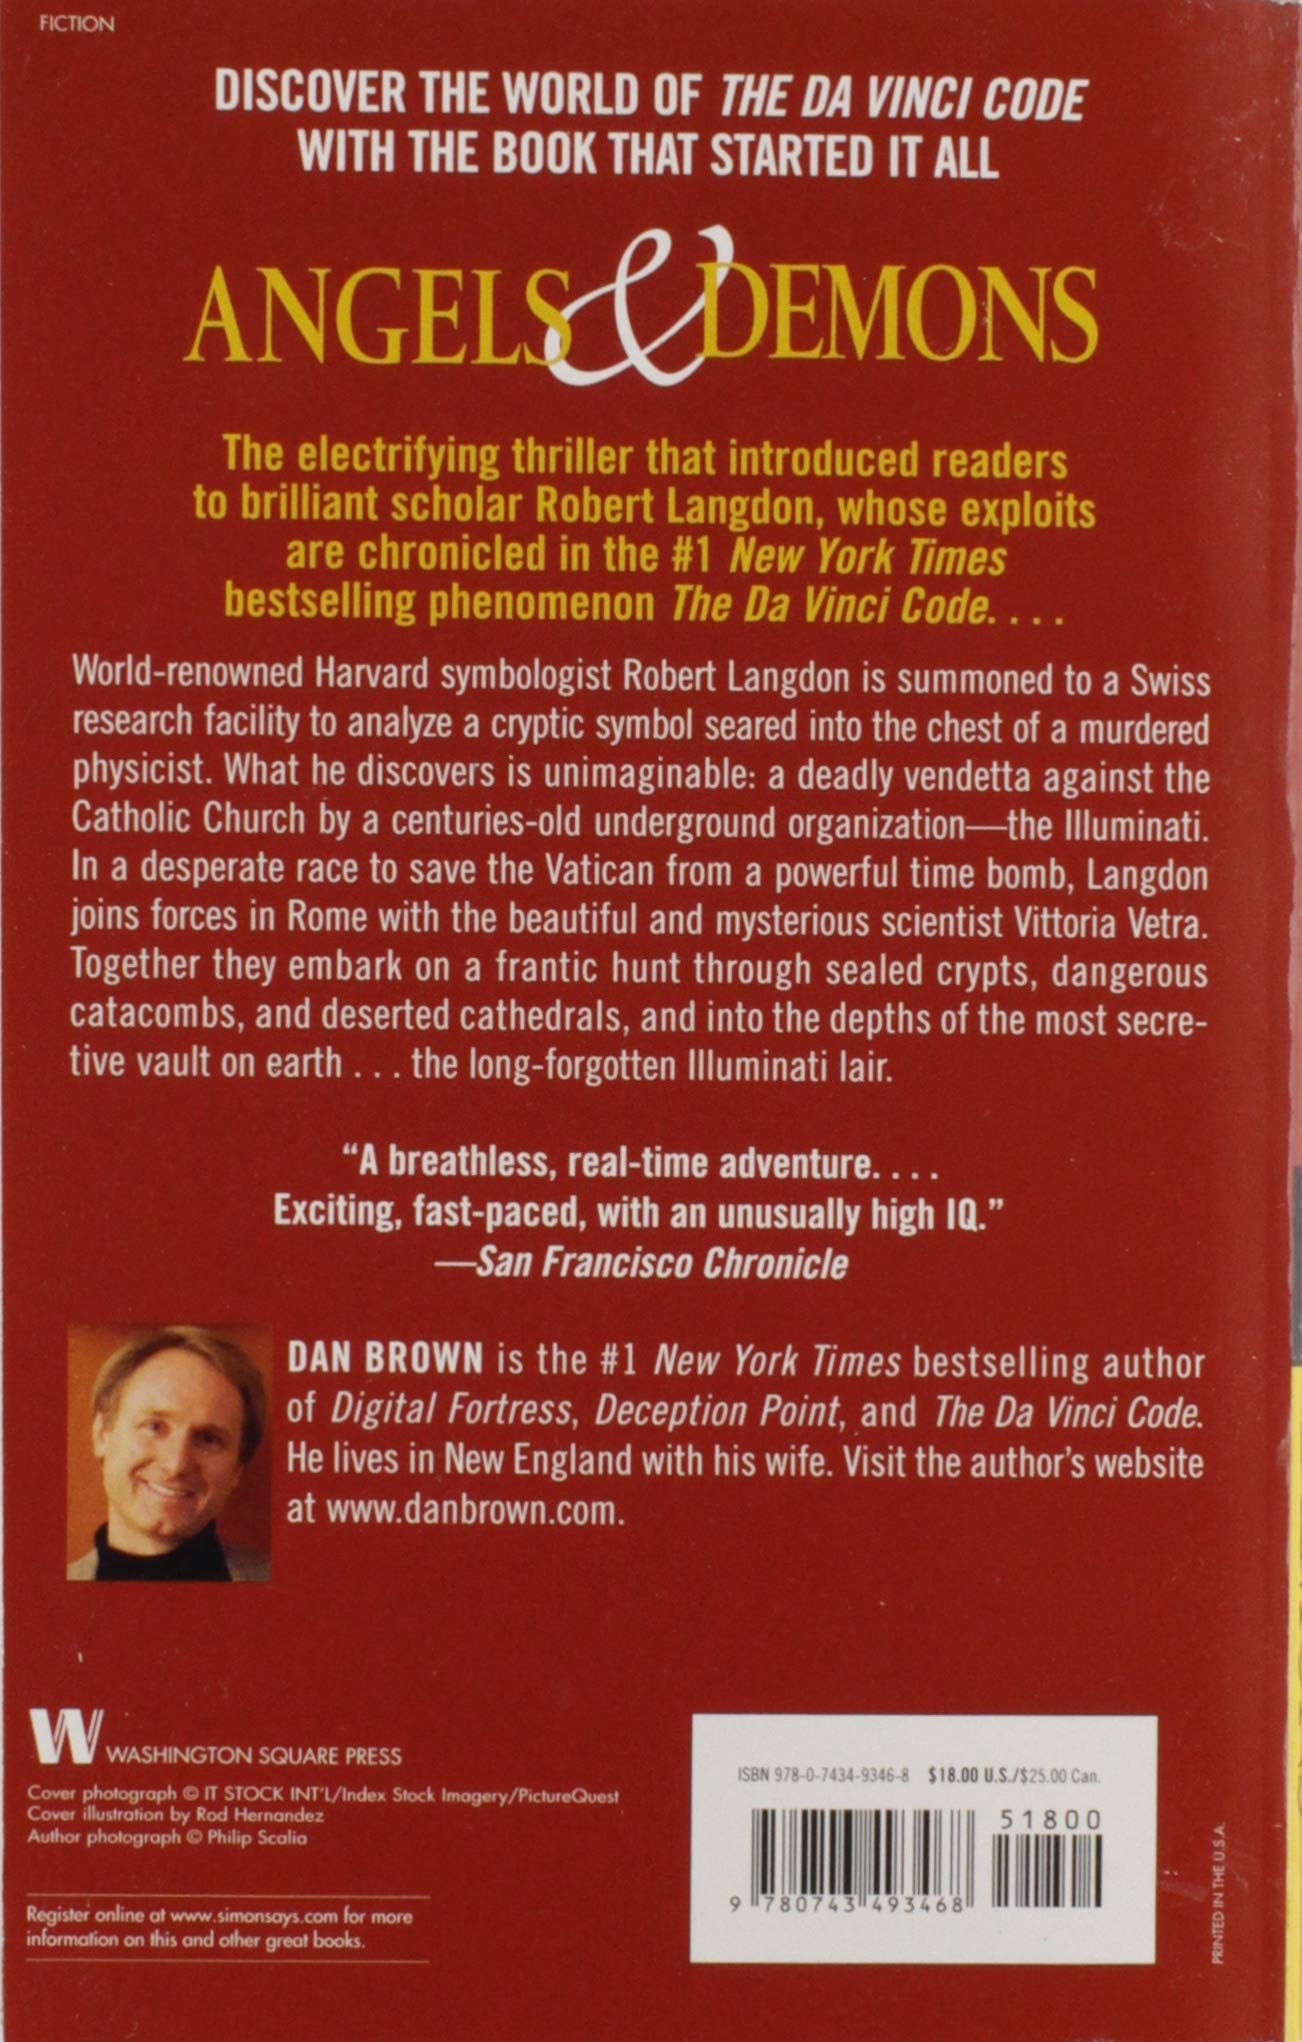 FICTION
DISCOVER THE WORLD OF THE DA VINCI CODE
WITH THE BOOK THAT STARTED IT ALL
ANGELS & DEMONS
The electrifying thriller that introduced readers
to brilliant scholar Robert Langdon, whose exploits
are chronicled in the #1 New York Times
bestselling phenomenon The Da Vinci Code. . . .
World-renowned Harvard symbologist Robert Langdon is summoned to a Swiss
research facility to analyze a cryptic symbol seared into the chest of a murdered
physicist. What he discovers is unimaginable: a deadly vendetta against the
Catholic Church by a centuries-old underground organization—the Illuminati.
In a desperate race to save the Vatican from a powerful time bomb, Langdon
joins forces in Rome with the beautiful and mysterious scientist Vittoria Vetra.
Together they embark on a frantic hunt through sealed crypts, dangerous
catacombs, and deserted cathedrals, and into the depths of the most secre-
tive vault on earth . . . the long-forgotten Illuminati lair.
“A breathless, real-time adventure. . . .
Exciting, fast-paced, with an unusually high IQ.”
—San Francisco Chronicle
DAN BROWN is the #1 New York Times bestselling author
of Digital Fortress, Deception Point, and The Da Vinci Code.
He lives in New England with his wife. Visit the author’s website
at www.danbrown.com.
W WASHINGTON SQUARE PRESS
Cover photograph © IT STOCK INT'L/Index Stock Imagery/PictureQuest
Cover illustration by Rod Hernandez
Author photograph © Philip Scalia
Register online at www.simonsays.com for more
information on this and other great books.
ISBN 978-0-7434-9346-8 $18.00 U.S./$25.00 Can.
51800
9 780743 493468
PRINTED IN THE U.S.A.